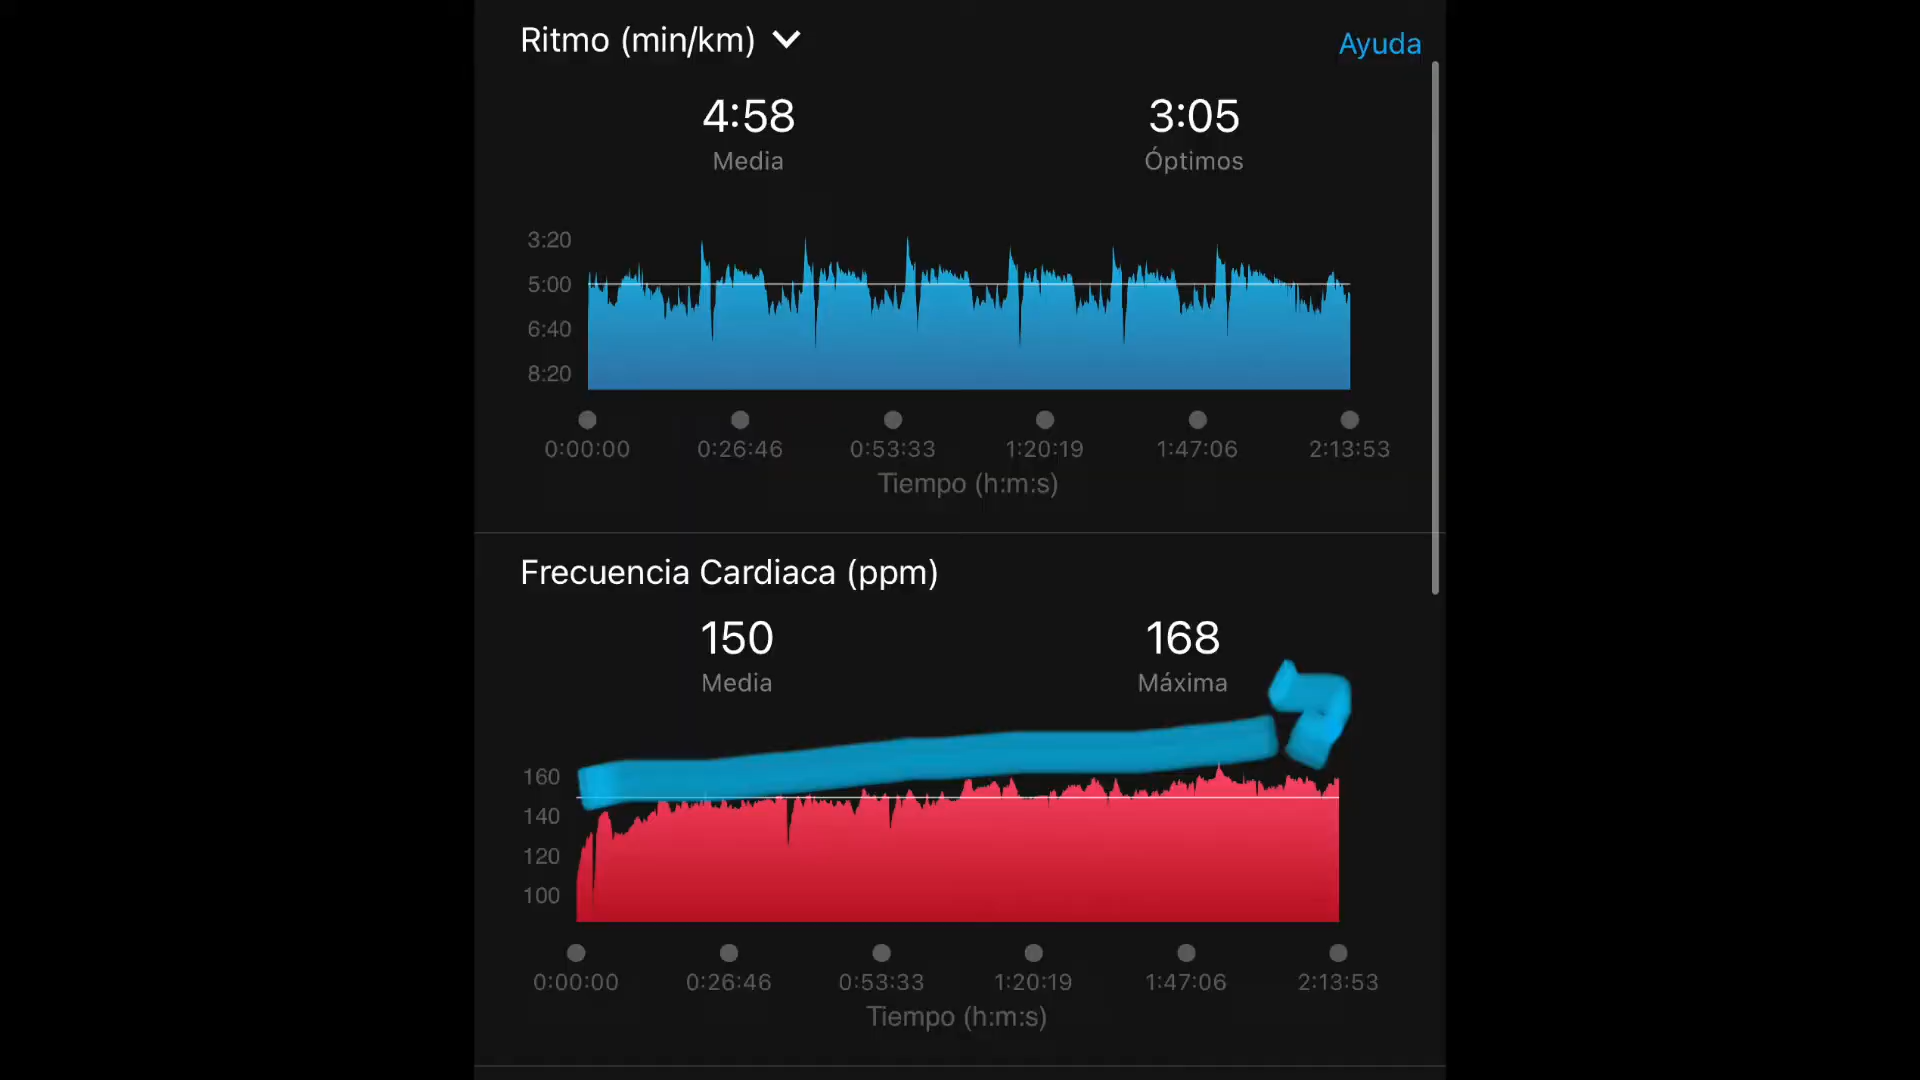 Ritmo (min/km)
Ayuda
4:58
3:05
Media
Óptimos
3:20
5:00
6:40
8:20
0:00:00 0:26:46 0:53:33 1:20:19 1:47:06 2:13:53
Tiempo (h:m:s)
Frecuencia Cardiaca (ppm)
150
168
Media
Máxima
160
140
120
100
0:00:00 0:26:46 0:53:33 1:20:19 1:47:06 2:13:53
Tiempo (h:m:s)